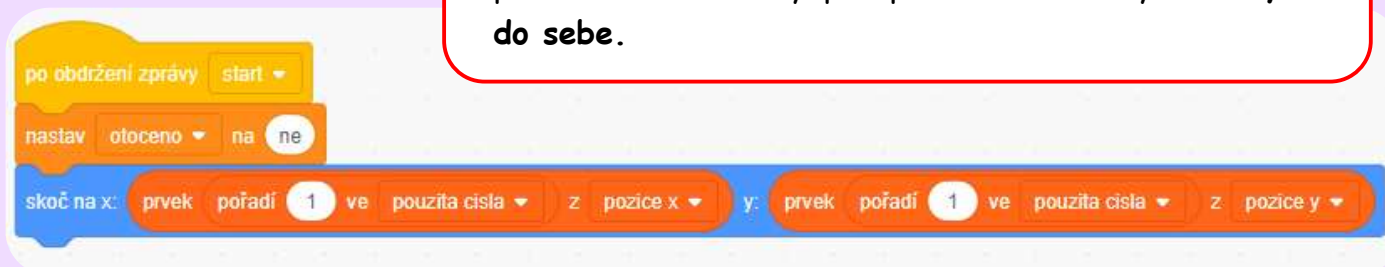 do sebe.
po obdržení zprávy start
nastav otoceno na ne
skoč na x: prvek pořadí 1 ve pouzita cisla z pozice x y: prvek pořadí 1 ve pouzita cisla z pozice y